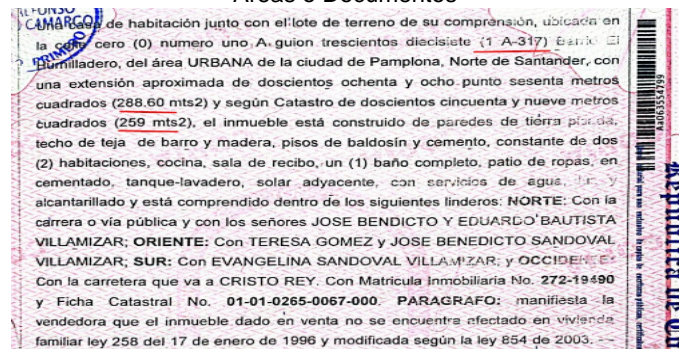 Areas o Documentos
ALFONSO
CAMARGO
PRIMERO
Una casa de habitación junto con el lote de terreno de su comprensión, ubicada en
la calle cero (0) numero uno A guion trescientos diecisiete (1 A-317) Barrio El
Humilladero, del área URBANA de la ciudad de Pamplona, Norte de Santander, con
una extensión aproximada de doscientos ochenta y ocho punto sesenta metros
cuadrados (288.60 mts2) y según Catastro de doscientos cincuenta y nueve metros
cuadrados (259 mts2), el inmueble está construido de paredes de tierra pisada,
techo de teja de barro y madera, pisos de baldosín y cemento, constante de dos
(2) habitaciones, cocina, sala de recibo, un (1) baño completo, patio de ropas, en
cementado, tanque-lavadero, solar adyacente, con servicios de agua, luz y
alcantarillado y está comprendido dentro de los siguientes linderos: NORTE: Con la
carrera o vía pública y con los señores JOSE BENDICTO Y EDUARDO BAUTISTA
VILLAMIZAR; ORIENTE: Con TERESA GOMEZ y JOSE BENEDICTO SANDOVAL
VILLAMIZAR; SUR: Con EVANGELINA SANDOVAL VILLAMIZAR; y OCCIDENTE:
Con la carretera que va a CRISTO REY. Con Matricula Inmobiliaria No. 272-19490
y Ficha Catastral No. 01-01-0265-0067-000. PARAGRAFO: manifiesta la
vendedora que el inmueble dado en venta no se encuentra afectado en vivienda
familiar ley 258 del 17 de enero de 1996 y modificada según la ley 854 de 2003. --
Aa063554799
República de Co